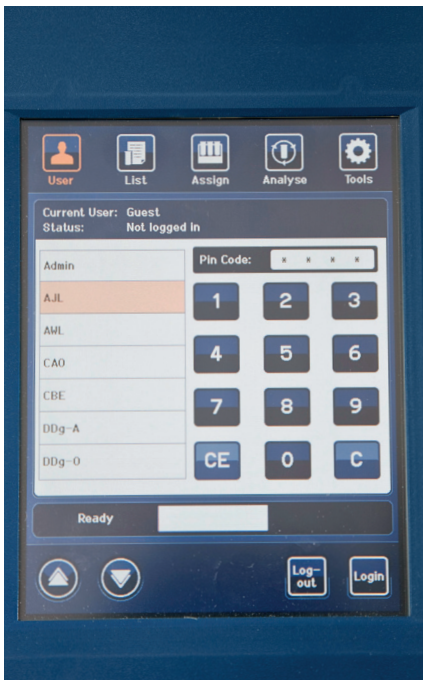 User List Assign Analyse Tools
Current User: Guest
Status: Not logged in
Admin
AJL
AWL
CAO
CBE
DDg-A
DDg-O
Pin Code: * * * *
1 2 3
4 5 6
7 8 9
CE 0 C
Ready
Log-
out
Login